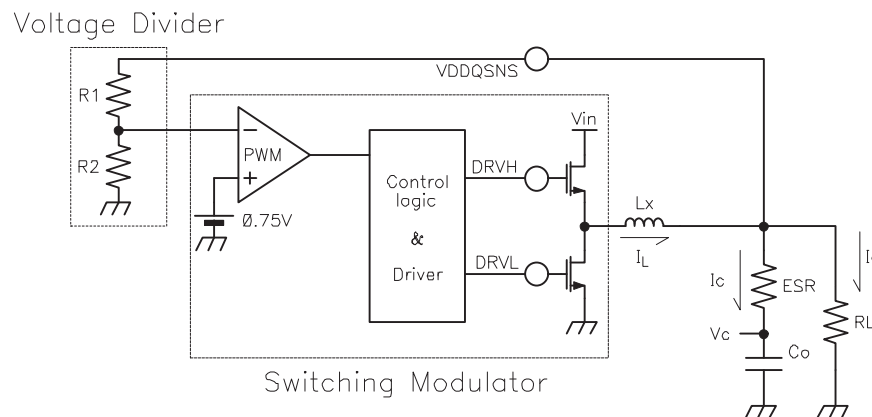 Voltage Divider
VDDQSNS
R1
R2
PWM
0.75V
Control
logic
&
Driver
DRVH
DRVL
Vin
Lx
IL
Ic
ESR
Vc
Co
RL
Switching Modulator